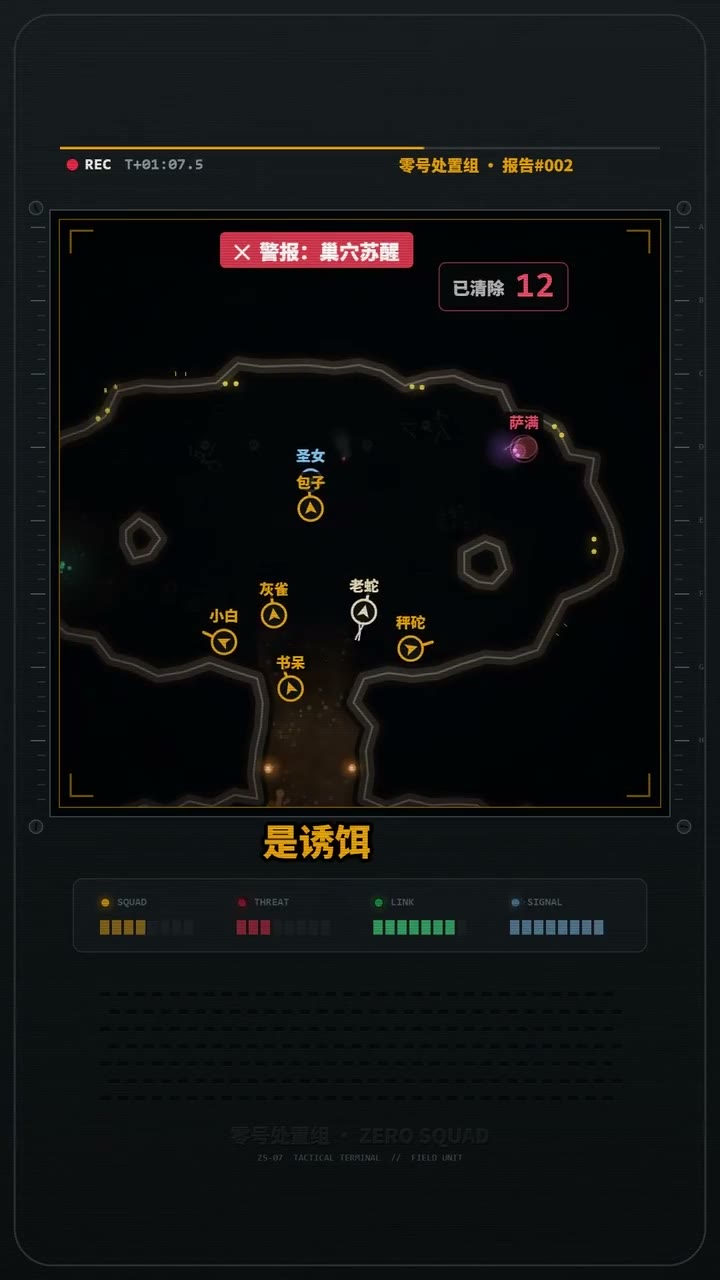 REC T+01:07.5 零号处置组 · 报告#002
× 警报：巢穴苏醒
已清除 12
萨满
圣女
包子
灰雀
老蛇
小白
秤砣
书呆
是诱饵
SQUAD THREAT LINK SIGNAL
零号处置组 · ZERO SQUAD
ZS-07 TACTICAL TERMINAL // FIELD UNIT